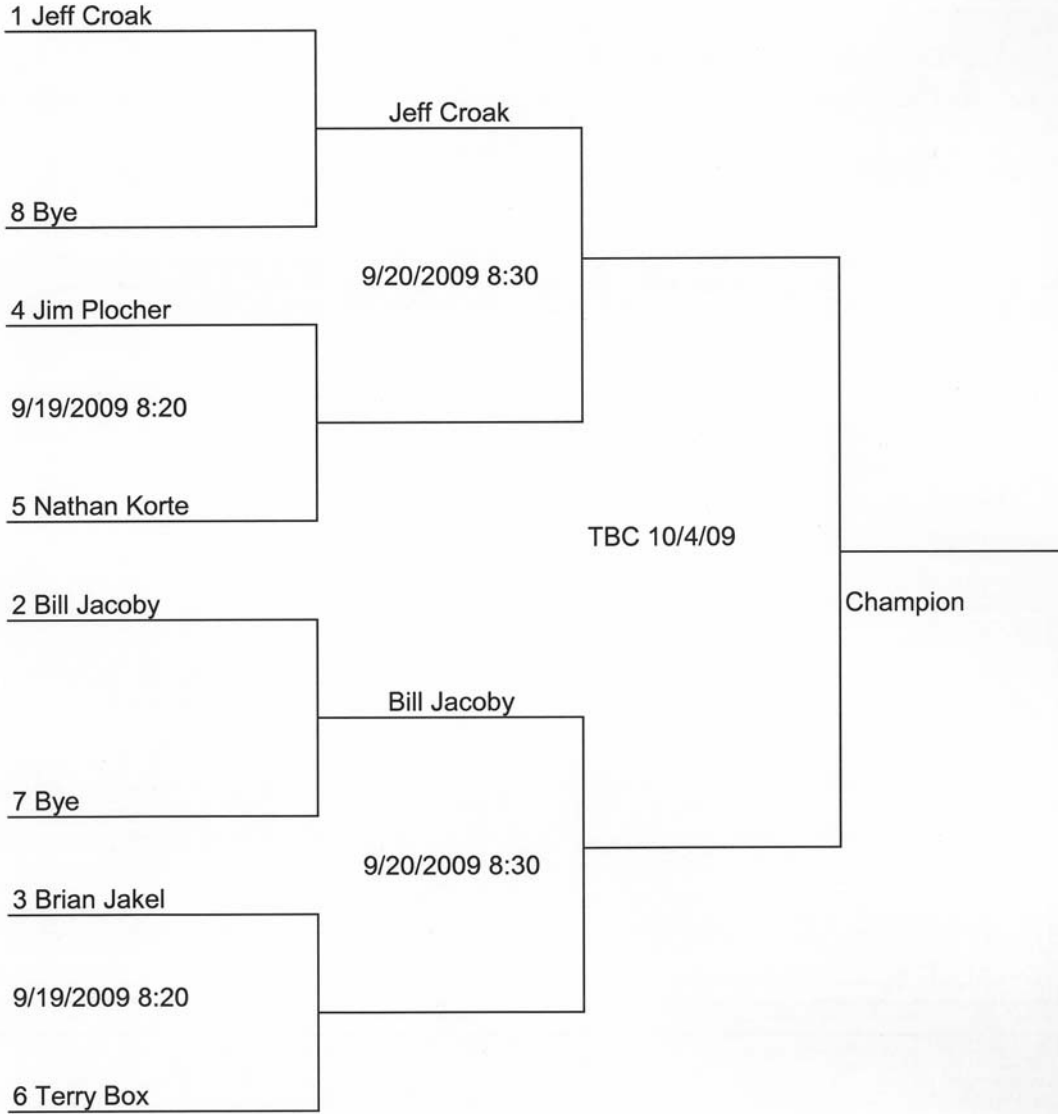 1 Jeff Croak
Jeff Croak
8 Bye
9/20/2009 8:30
4 Jim Plocher
9/19/2009 8:20
5 Nathan Korte
TBC 10/4/09
Champion
2 Bill Jacoby
Bill Jacoby
7 Bye
9/20/2009 8:30
3 Brian Jakel
9/19/2009 8:20
6 Terry Box